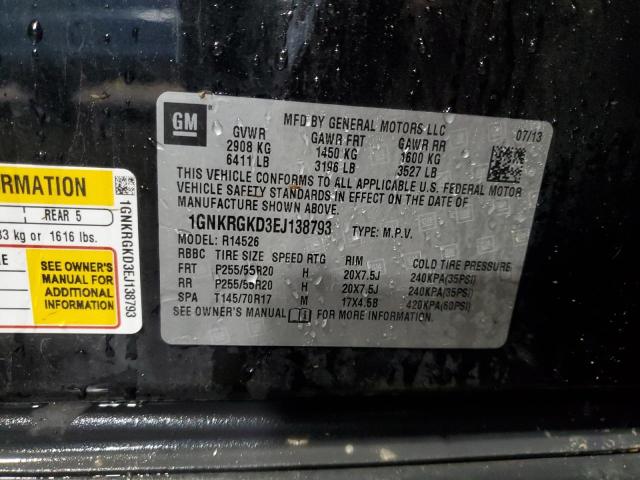 GM
MFD BY GENERAL MOTORS LLC
07/13
GVWR GAWR FRT GAWR RR
2908 KG 1450 KG 1600 KG
6411 LB 3196 LB 3527 LB
THIS VEHICLE CONFORMS TO ALL APPLICABLE U.S. FEDERAL MOTOR
VEHICLE SAFETY STANDARDS IN EFFECT ON THE DATE OF
MANUFACTURE SHOWN ABOVE.
1GNKRGKD3EJ138793 TYPE: M.P.V.
MODEL: R14526
RBBC TIRE SIZE SPEED RTG RIM COLD TIRE PRESSURE
FRT P255/55R20 H 20X7.5J 240KPA(35PSI)
RR P255/55R20 H 20X7.5J 240KPA(35PSI)
SPA T145/70R17 M 17X4.5B 420KPA(60PSI)
SEE OWNER'S MANUAL FOR MORE INFORMATION.
ORMATION
REAR 5
33 kg or 1616 lbs.
SEE OWNER'S
MANUAL FOR
ADDITIONAL
INFORMATION
1GNKRGKD3EJ138793